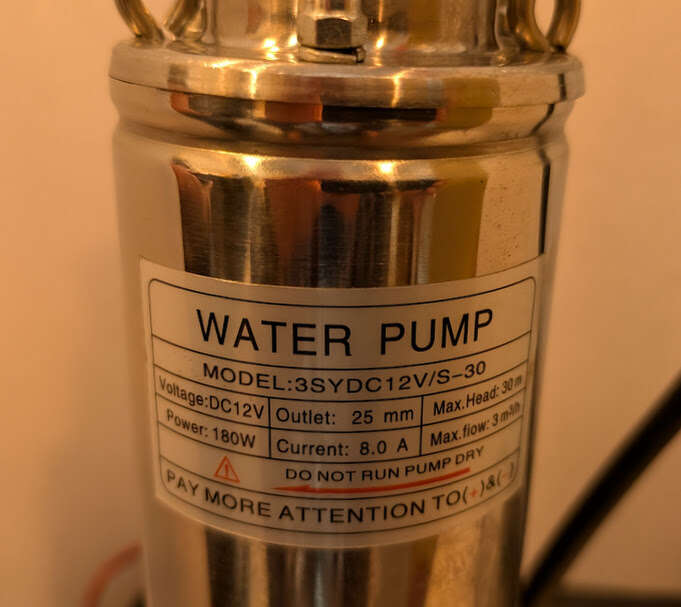 WATER PUMP
MODEL:3SYDC12V/S-30
Voltage:DC12V Outlet: 25 mm Max.Head: 30 m
Power: 180W Current: 8.0 A Max.flow: 3 m³/h
DO NOT RUN PUMP DRY
PAY MORE ATTENTION TO(+)&(-)